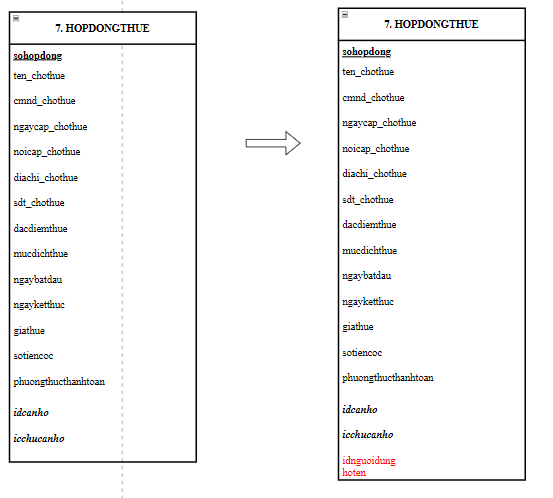 7. HOPDONGTHUE
sohopdong
ten_chothue
cmnd_chothue
ngaycap_chothue
noicap_chothue
diachi_chothue
sdt_chothue
dacdiemthue
mucdichthue
ngaybatdau
ngayketthuc
giathue
sotiencoc
phuongthucthanhtoan
idcanho
icchucanho
7. HOPDONGTHUE
sohopdong
ten_chothue
cmnd_chothue
ngaycap_chothue
noicap_chothue
diachi_chothue
sdt_chothue
dacdiemthue
mucdichthue
ngaybatdau
ngayketthuc
giathue
sotiencoc
phuongthucthanhtoan
idcanho
icchucanho
idnguoidung
hoten